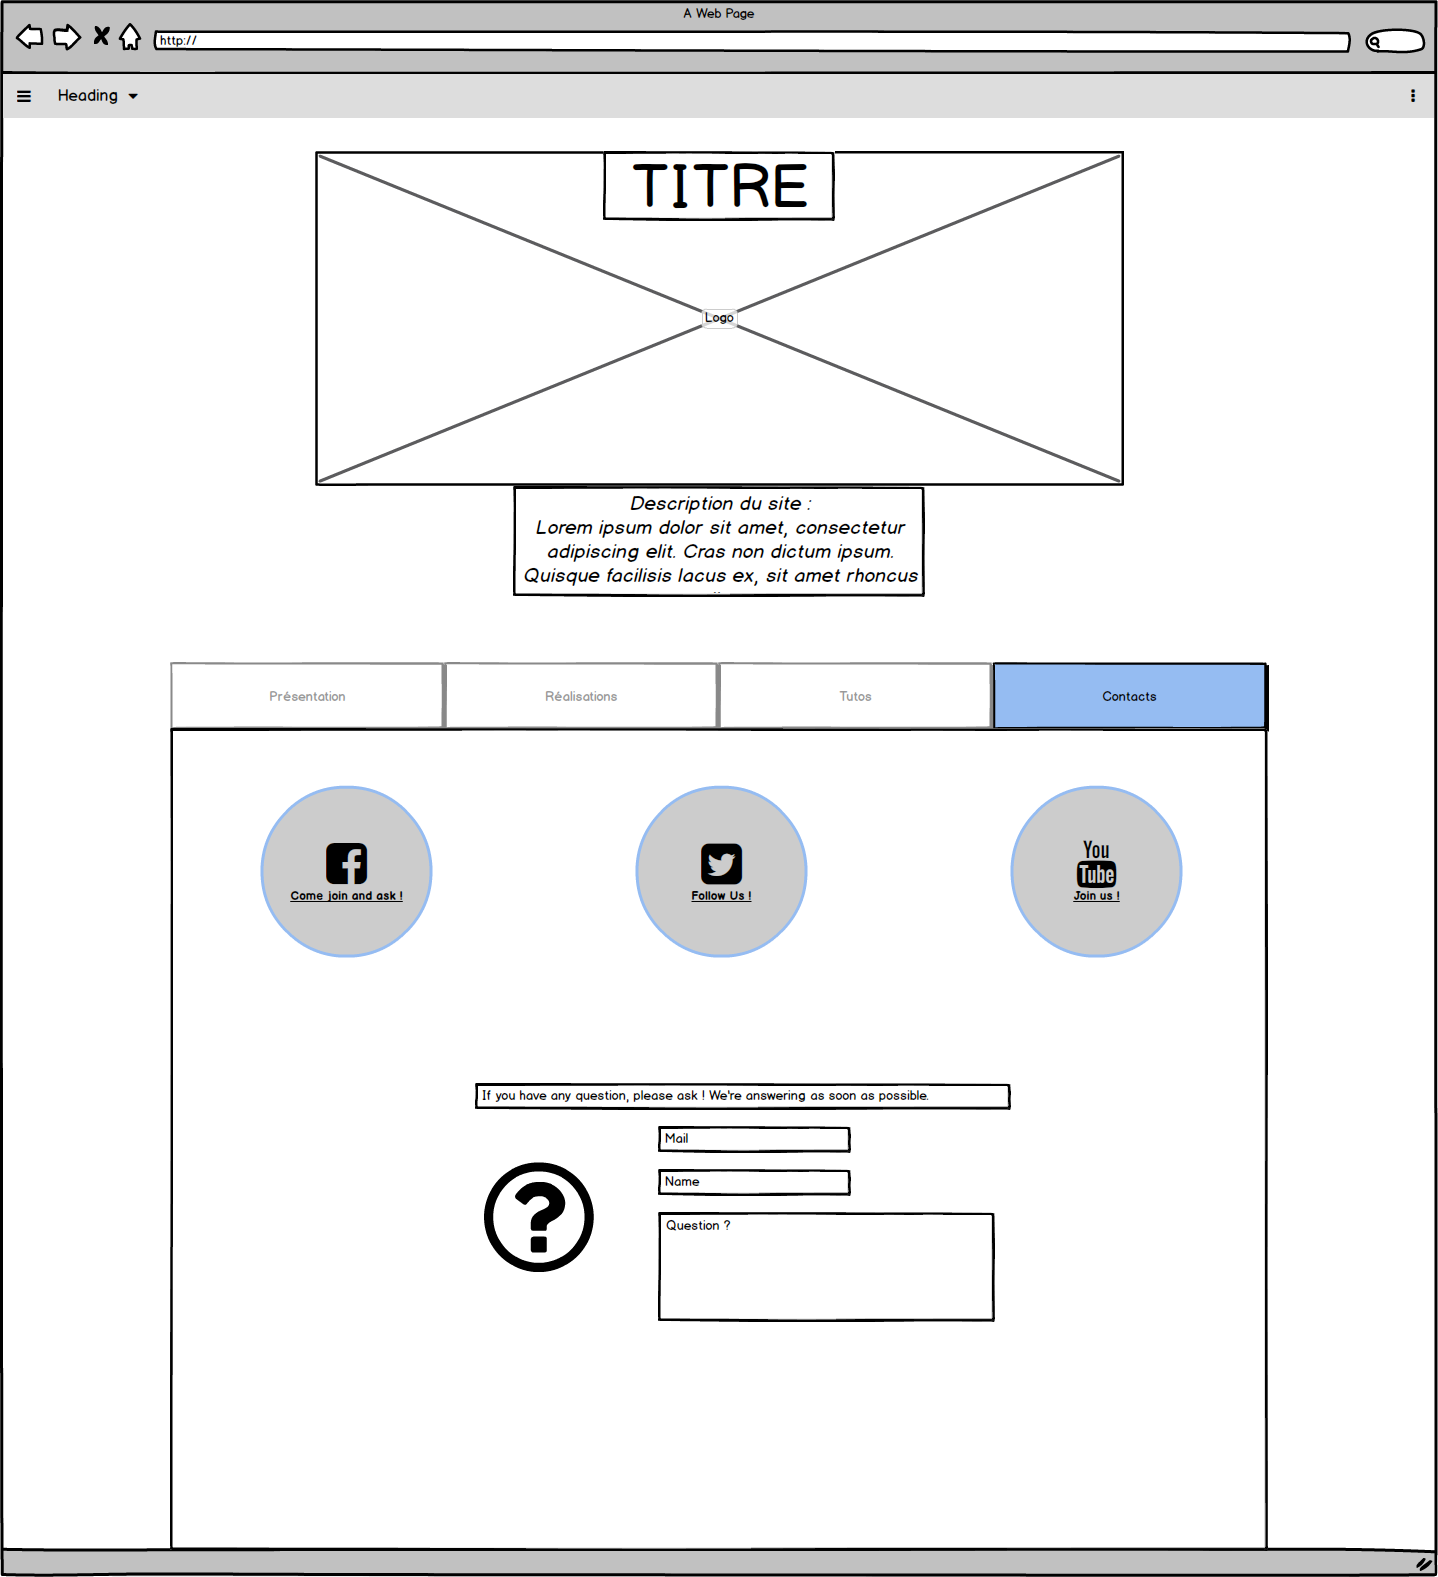 A Web Page
http://
Heading
TITRE
Logo
Description du site :
Lorem ipsum dolor sit amet, consectetur
adipiscing elit. Cras non dictum ipsum.
Quisque facilisis lacus ex, sit amet rhoncus
Présentation
Réalisations
Tutos
Contacts
You
Tube
Come join and ask !
Follow Us !
Join us !
If you have any question, please ask ! We're answering as soon as possible.
Mail
Name
?
Question ?